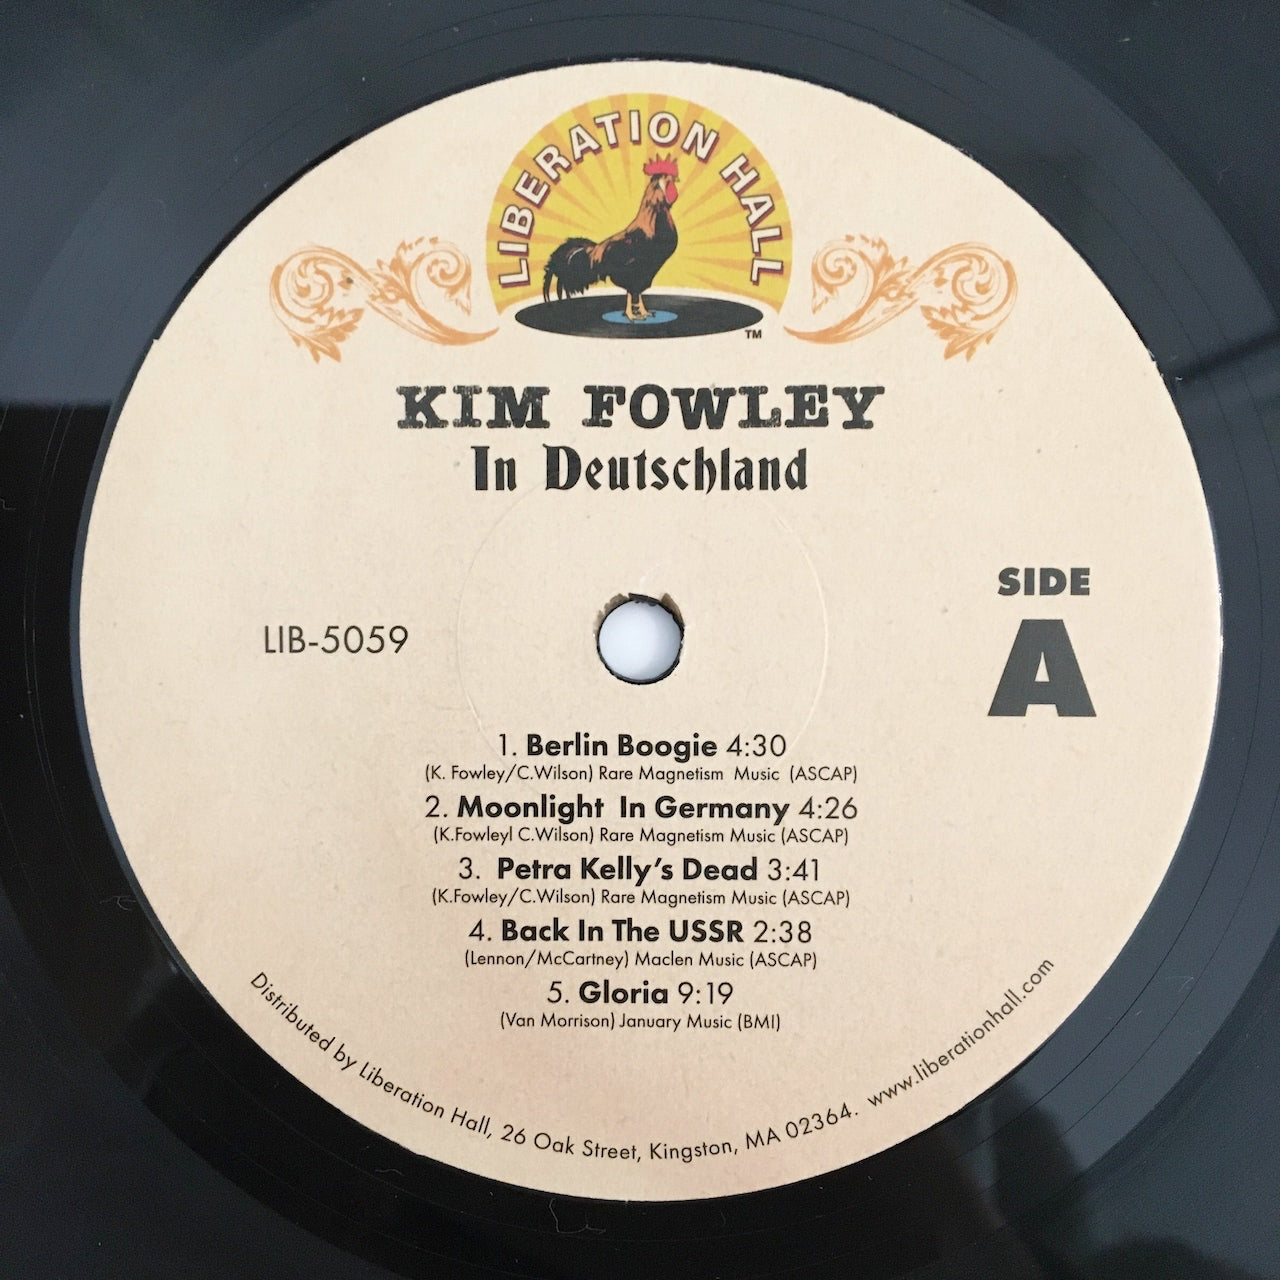 LIBERATION HALL
TM
KIM FOWLEY
In Deutschland
SIDE
A
LIB-5059
1. Berlin Boogie 4:30
(K. Fowley/C.Wilson) Rare Magnetism Music (ASCAP)
2. Moonlight In Germany 4:26
(K.Fowleyl C.Wilson) Rare Magnetism Music (ASCAP)
3. Petra Kelly's Dead 3:41
(K.Fowley/C.Wilson) Rare Magnetism Music (ASCAP)
4. Back In The USSR 2:38
(Lennon/McCartney) Maclen Music (ASCAP)
5. Gloria 9:19
(Van Morrison) January Music (BMI)
Distributed by Liberation Hall, 26 Oak Street, Kingston, MA 02364. www.liberationhall.com